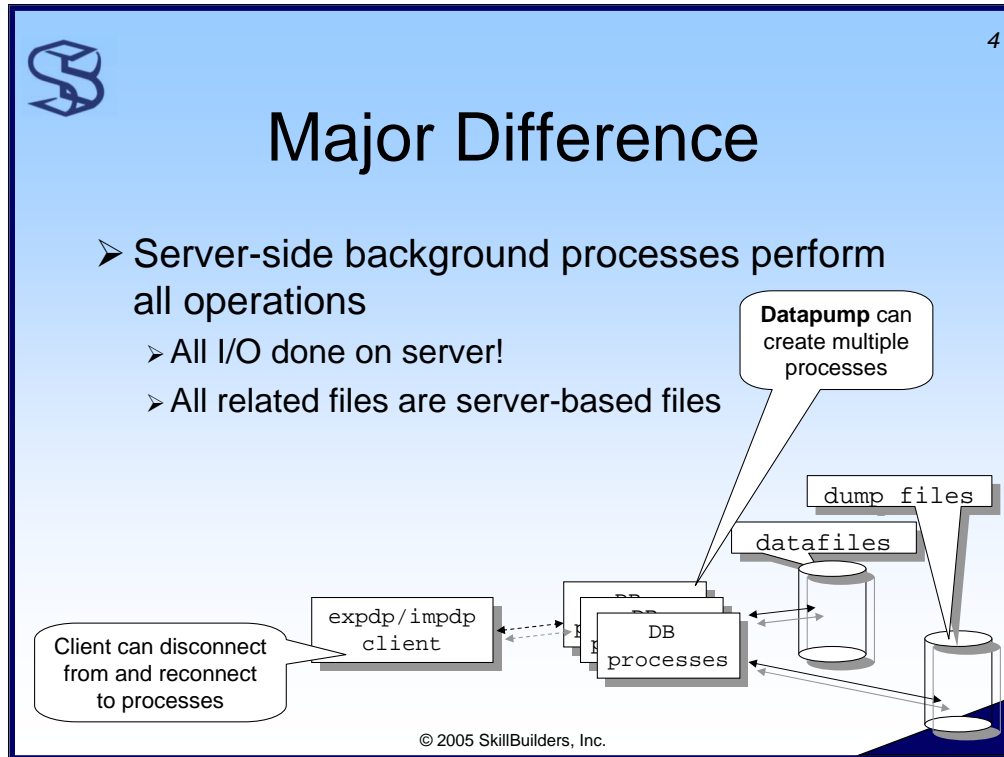 4
Major Difference
➢ Server-side background processes perform
all operations
➢ All I/O done on server!
➢ All related files are server-based files
Datapump can
create multiple
processes
dump files
datafiles
expdp/impdp
client
DB
DB
DB
processes
Client can disconnect
from and reconnect
to processes
© 2005 SkillBuilders, Inc.